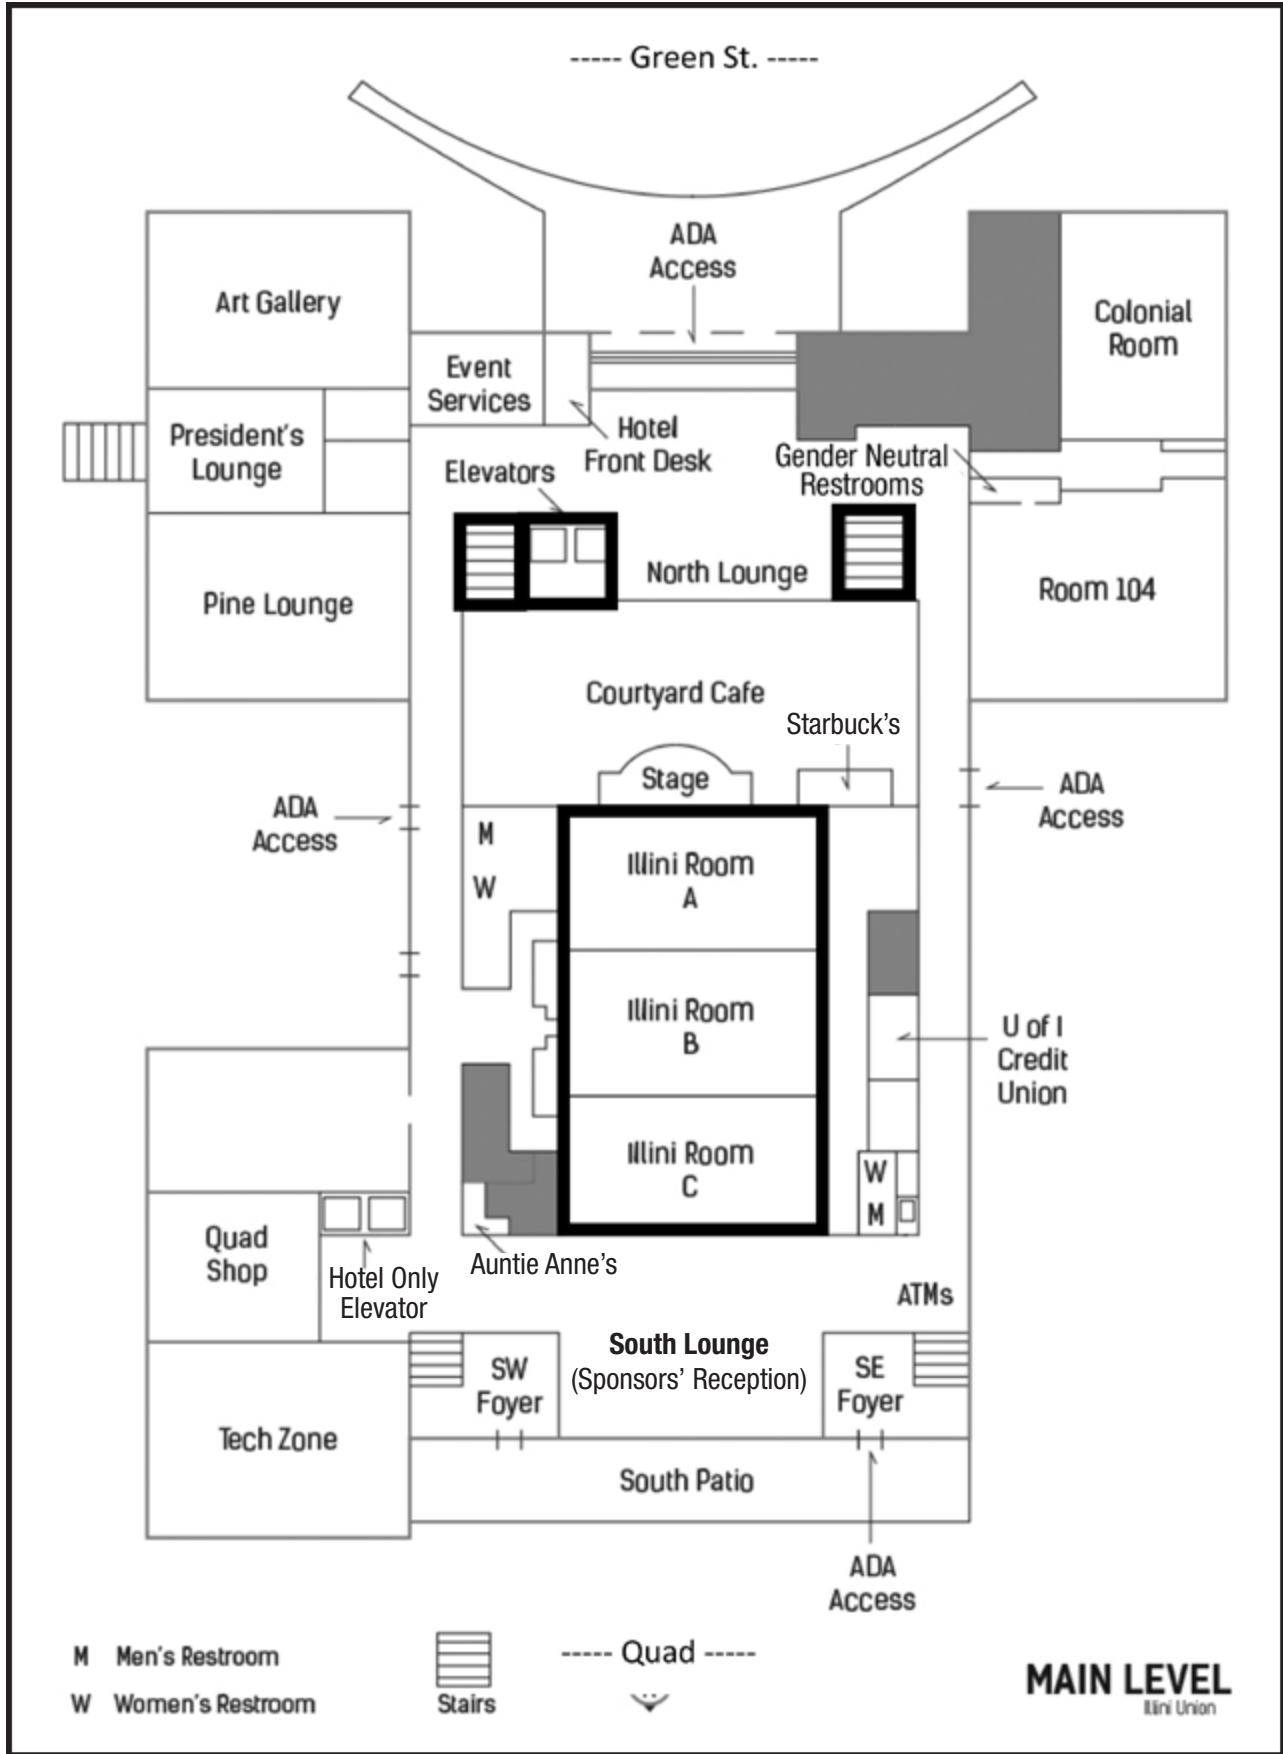 ----- Green St. -----
ADA
Access
Art Gallery
Colonial
Room
Event
Services
Hotel
Front Desk
President's
Lounge
Elevators
Gender Neutral
Restrooms
North Lounge
Pine Lounge
Room 104
Courtyard Cafe
Starbuck's
Stage
ADA
Access
ADA
Access
M
W
Illini Room
A
Illini Room
B
U of I
Credit
Union
Illini Room
C
W
M
Quad
Shop
Hotel Only
Elevator
Auntie Anne's
ATMs
South Lounge
(Sponsors' Reception)
SW
Foyer
SE
Foyer
Tech Zone
South Patio
ADA
Access
M Men's Restroom
W Women's Restroom
Stairs
----- Quad -----
MAIN LEVEL
Illini Union